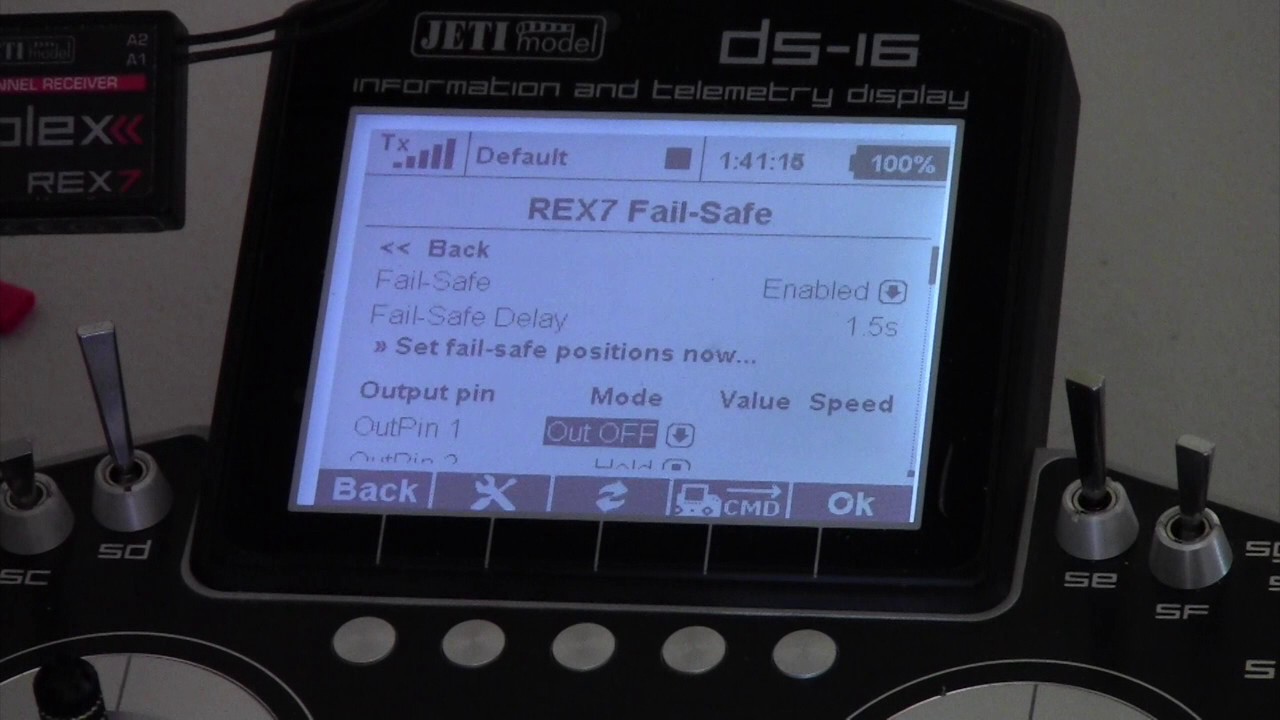 JETI model
ds-16
information and telemetry display
JETI model
A2
A1
RECEIVER
REX7
Tx
Default
1:41:15
100%
REX7 Fail-Safe
<< Back
Fail-Safe Enabled
Fail-Safe Delay 1.5s
» Set fail-safe positions now...
Output pin Mode Value Speed
OutPin 1 Out OFF
Back CMD Ok
sd
sc
se
SF